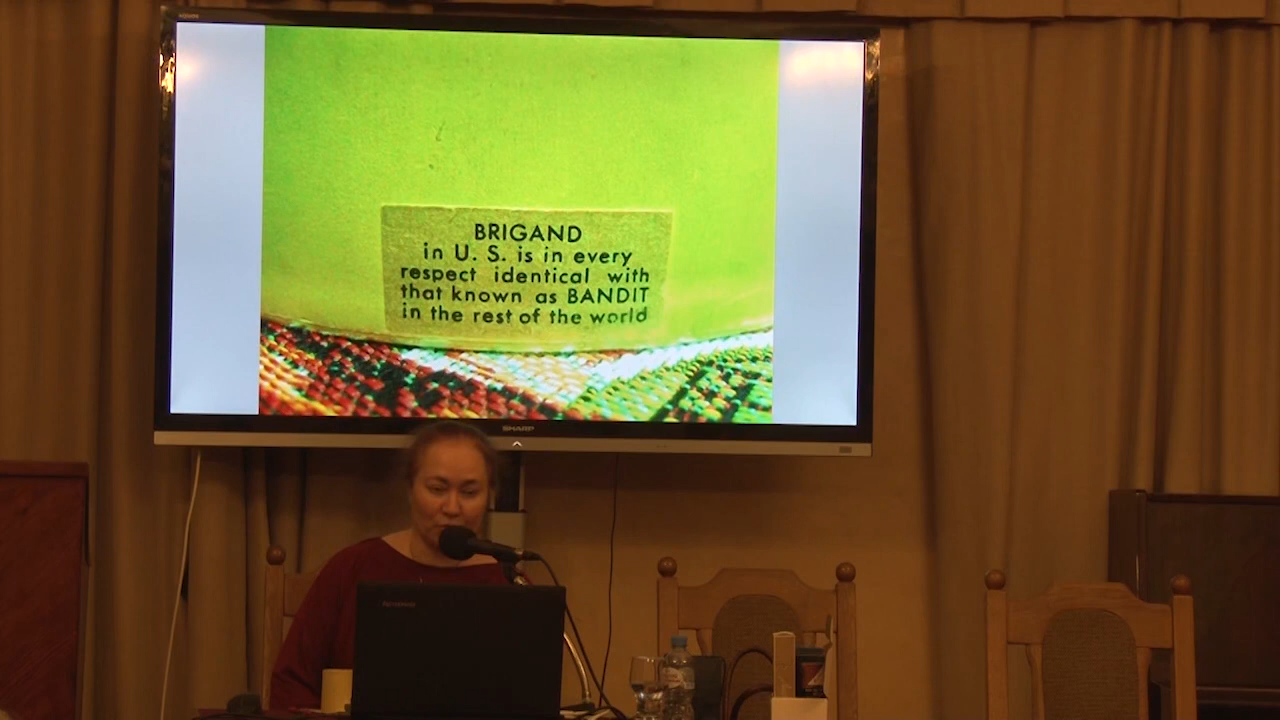 BRIGAND
in U. S. is in every
respect identical with
that known as BANDIT
in the rest of the world
SHARP
lenovo